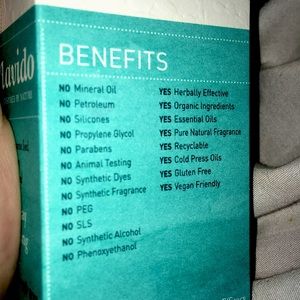 lavido
BENEFITS
NO Mineral Oil
NO Petroleum
NO Silicones
NO Propylene Glycol
NO Parabens
NO Animal Testing
NO Synthetic Dyes
NO Synthetic Fragrance
NO PEG
NO SLS
NO Synthetic Alcohol
NO Phenoxyethanol
YES Herbally Effective
YES Organic Ingredients
YES Essential Oils
YES Pure Natural Fragrance
YES Recyclable
YES Cold Press Oils
YES Gluten Free
YES Vegan Friendly